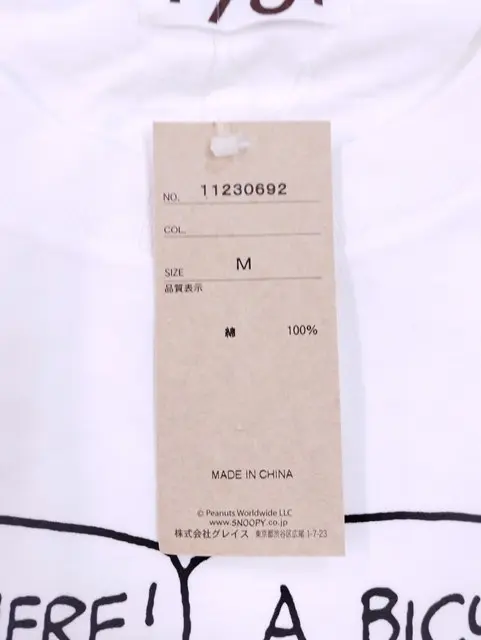 NO. 11230692
COL.
SIZE M
品質表示
綿 100%
MADE IN CHINA
© Peanuts Worldwide LLC
www.SNOOPY.co.jp
株式会社グレイス 東京都渋谷区広尾 1-7-23
ERE! A BICY